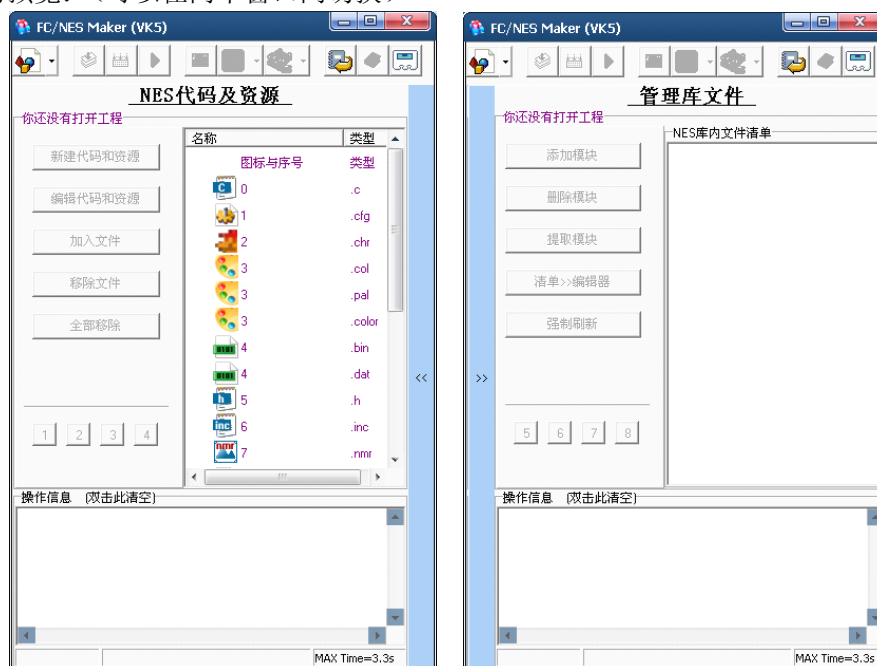 FC/NES Maker (VK5)
NES代码及资源
你还没有打开工程
新建代码和资源
编辑代码和资源
加入文件
移除文件
全部移除
1 2 3 4
名称 类型
图标与序号 类型
0 .c
1 .cfg
2 .chr
3 .col
3 .pal
3 .color
4 .bin
4 .dat
5 .h
6 .inc
7 .nmr
<<
操作信息 (双击此清空)
MAX Time=3.3s
FC/NES Maker (VK5)
管理库文件
你还没有打开工程
添加模块
删除模块
提取模块
清单>>编辑器
强制刷新
5 6 7 8
NES库内文件清单
>>
操作信息 (双击此清空)
MAX Time=3.3s